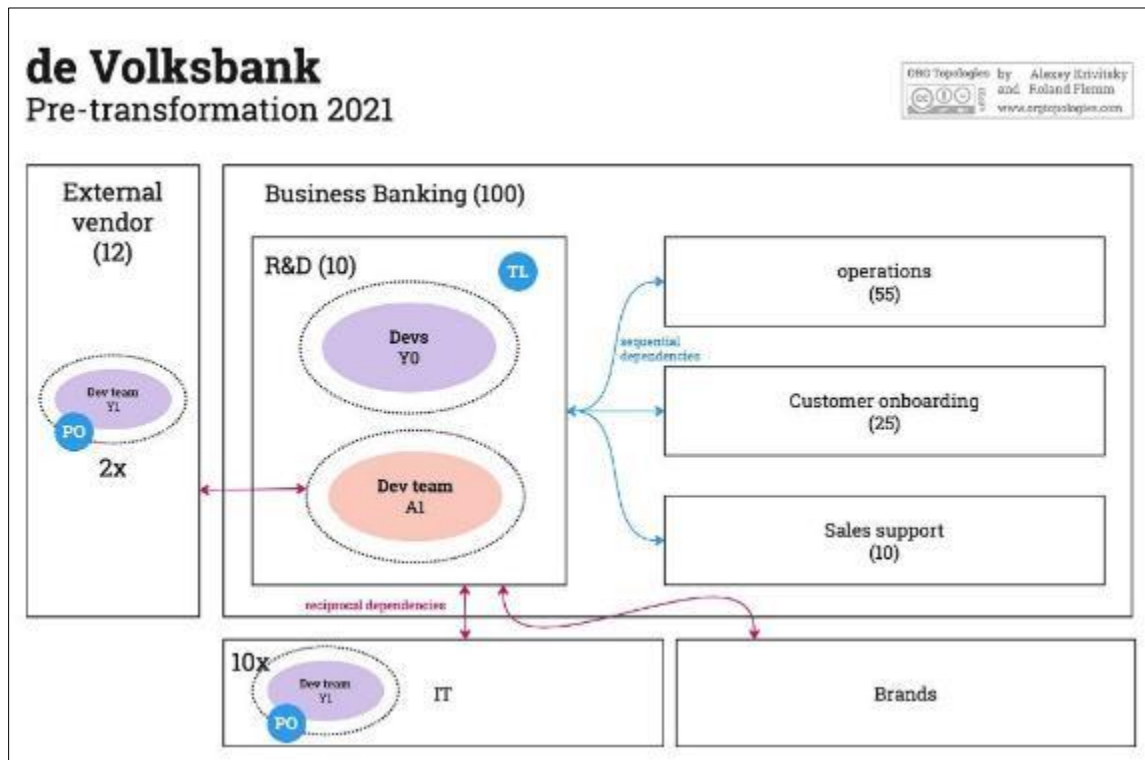 de Volksbank
Pre-transformation 2021
ORG Topologies by Alexey Krivitsky
and Roland Flemm
www.orgtopologies.com
External
vendor
(12)
Dev team
Y1
PO
2x
Business Banking (100)
R&D (10)
TL
Devs
Y0
Dev team
A1
sequential
dependencies
operations
(55)
Customer onboarding
(25)
Sales support
(10)
reciprocal dependencies
10x
Dev team
Y1
PO
IT
Brands